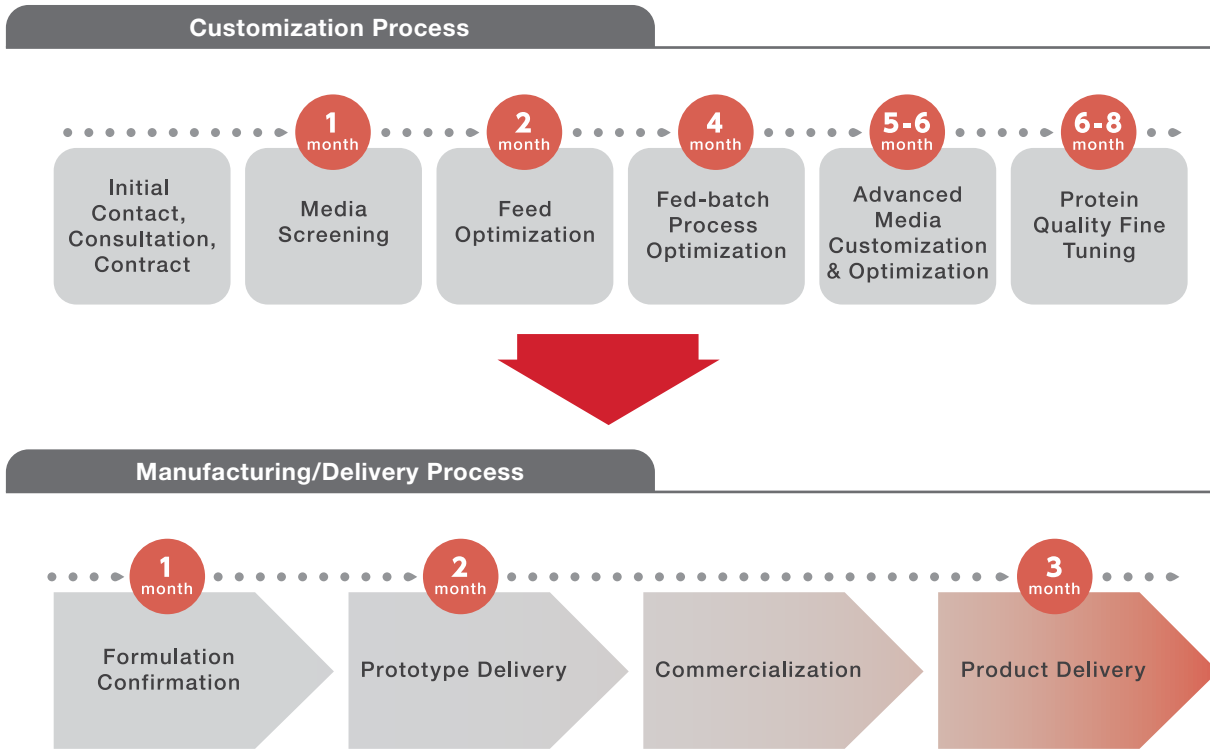 Customization Process
1
month
2
month
4
month
5-6
month
6-8
month
Initial
Contact,
Consultation,
Contract
Media
Screening
Feed
Optimization
Fed-batch
Process
Optimization
Advanced
Media
Customization
& Optimization
Protein
Quality Fine
Tuning
Manufacturing/Delivery Process
1
month
2
month
3
month
Formulation
Confirmation
Prototype Delivery
Commercialization
Product Delivery